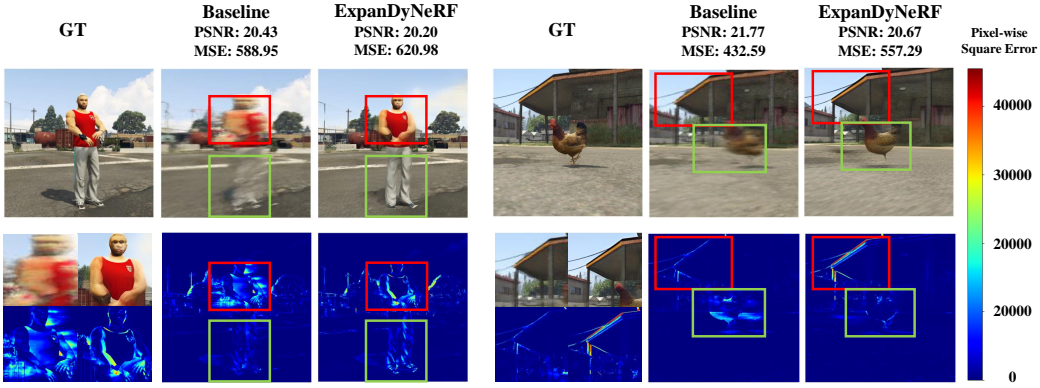 GT
Baseline
PSNR: 20.43
MSE: 588.95
ExpanDyNeRF
PSNR: 20.20
MSE: 620.98
GT
Baseline
PSNR: 21.77
MSE: 432.59
ExpanDyNeRF
PSNR: 20.67
MSE: 557.29
Pixel-wise
Square Error
40000
30000
20000
20000
0